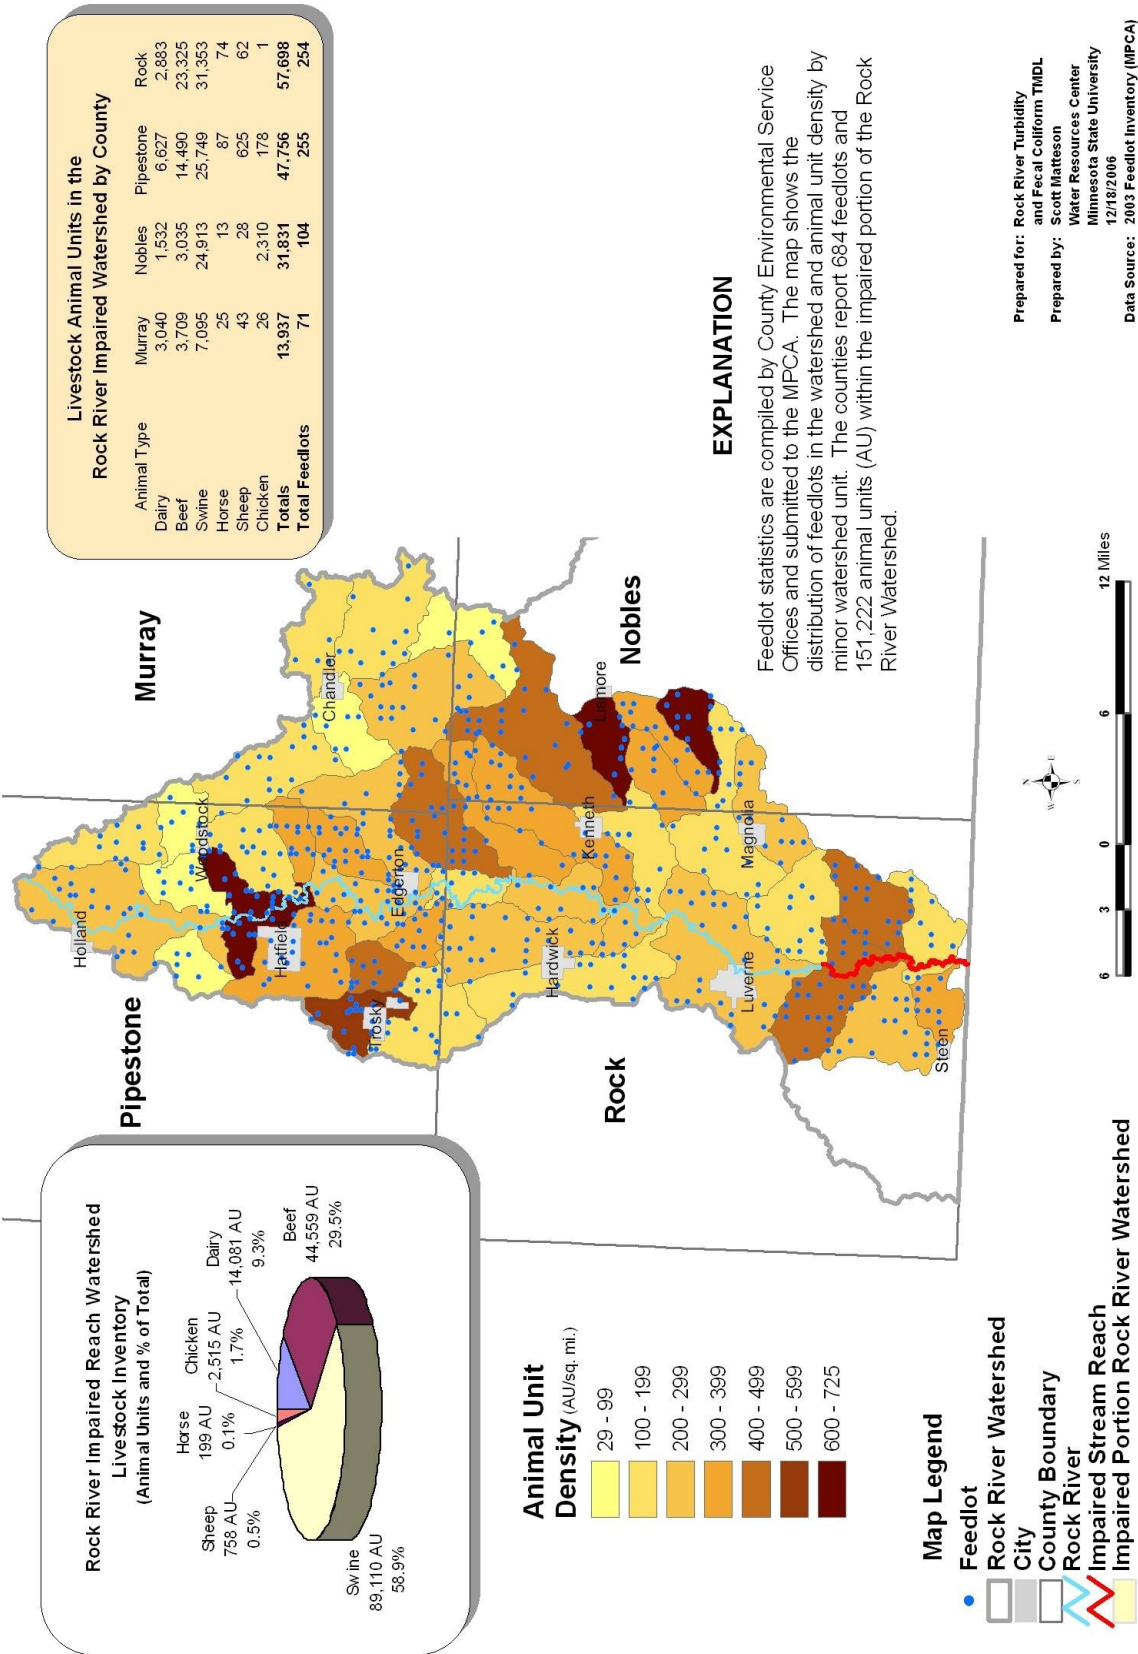 Rock River Impaired Reach Watershed
Livestock Inventory
(Animal Units and % of Total)
Sheep
758 AU
0.5%
Horse
199 AU
0.1%
Chicken
2,515 AU
1.7%
Dairy
14,081 AU
9.3%
Beef
44,559 AU
29.5%
Swine
89,110 AU
58.9%
Pipestone
Murray
Rock
Nobles
Holland
Woodstock
Hatfield
Trosky
Edgerton
Chandler
Lismore
Kenneth
Hardwick
Magnolia
Luverne
Steen
Livestock Animal Units in the
Rock River Impaired Watershed by County
Animal Type Murray Nobles Pipestone Rock
Dairy 3,040 1,532 6,627 2,883
Beef 3,709 3,035 14,490 23,325
Swine 7,095 24,913 25,749 31,353
Horse 25 13 87 74
Sheep 43 28 625 62
Chicken 26 2,310 178 1
Totals 13,937 31,831 47,756 57,698
Total Feedlots 71 104 255 254
Animal Unit
Density (AU/sq. mi.)
29 - 99
100 - 199
200 - 299
300 - 399
400 - 499
500 - 599
600 - 725
EXPLANATION
Feedlot statistics are compiled by County Environmental Service
Offices and submitted to the MPCA. The map shows the
distribution of feedlots in the watershed and animal unit density by
minor watershed unit. The counties report 684 feedlots and
151,222 animal units (AU) within the impaired portion of the Rock
River Watershed.
Map Legend
Feedlot
Rock River Watershed
City
County Boundary
Rock River
Impaired Stream Reach
Impaired Portion Rock River Watershed
N
W E
S
6 3 0 6 12 Miles
Prepared for: Rock River Turbidity
and Fecal Coliform TMDL
Prepared by: Scott Matteson
Water Resources Center
Minnesota State University
12/18/2006
Data Source: 2003 Feedlot Inventory (MPCA)